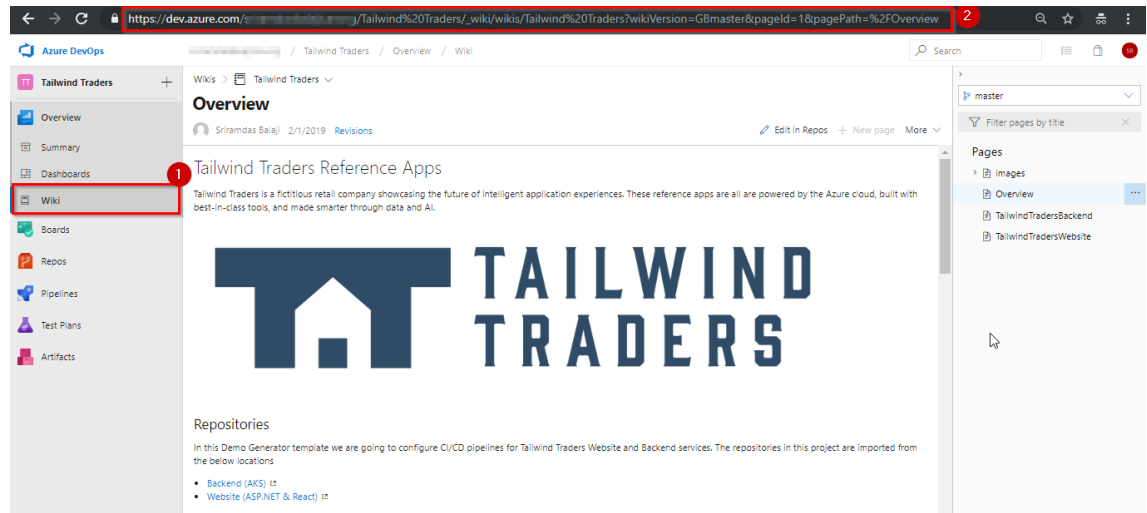 https://dev.azure.com/s g/Tailwind%20Traders/_wiki/wikis/Tailwind%20Traders?wikiVersion=GBmaster&pageId=1&pagePath=%2FOverview
2
Azure DevOps
/ Tailwind Traders / Overview / Wiki
Search
SB
TT Tailwind Traders
Overview
Summary
Dashboards
1
Wiki
Boards
Repos
Pipelines
Test Plans
Artifacts
Wikis > Tailwind Traders
Overview
Sriramdas Balaji 2/1/2019 Revisions
Edit in Repos + New page More
Tailwind Traders Reference Apps
Tailwind Traders is a fictitious retail company showcasing the future of intelligent application experiences. These reference apps are all are powered by the Azure cloud, built with
best-in-class tools, and made smarter through data and AI.
TAILWIND
TRADERS
Repositories
In this Demo Generator template we are going to configure CI/CD pipelines for Tailwind Traders Website and Backend services. The repositories in this project are imported from
the below locations
• Backend (AKS)
• Website (ASP.NET & React)
master
Filter pages by title
Pages
Images
Overview
TailwindTradersBackend
TailwindTradersWebsite